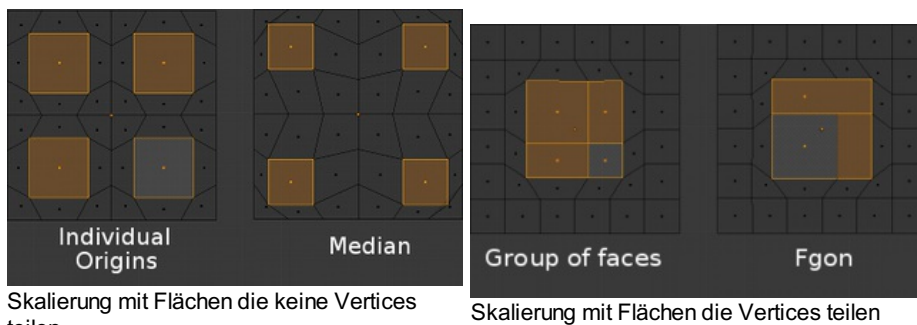 Individual
Origins
Median
Group of faces
Fgon
Skalierung mit Flächen die keine Vertices
teilen
Skalierung mit Flächen die Vertices teilen